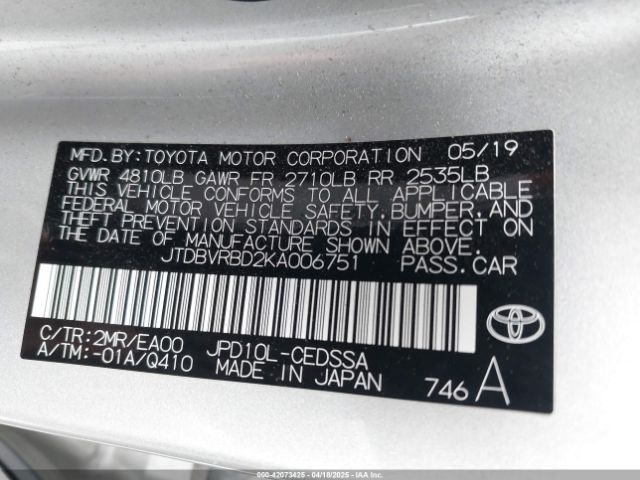 MFD.BY:TOYOTA MOTOR CORPORATION 05/19
GVWR 4810LB GAWR FR 2710LB RR 2535LB
THIS VEHICLE CONFORMS TO ALL APPLICABLE
FEDERAL MOTOR VEHICLE SAFETY,BUMPER,AND
THEFT PREVENTION STANDARDS IN EFFECT ON
THE DATE OF MANUFACTURE SHOWN ABOVE.
JTDBVRBD2KA006751 PASS.CAR
C/TR:2MR/EA00 JPD10L-CEDSSA
A/TM:-01A/Q410 MADE IN JAPAN
746 A
TOYOTA
000-42073425 04/18/2025 IAA, LLC